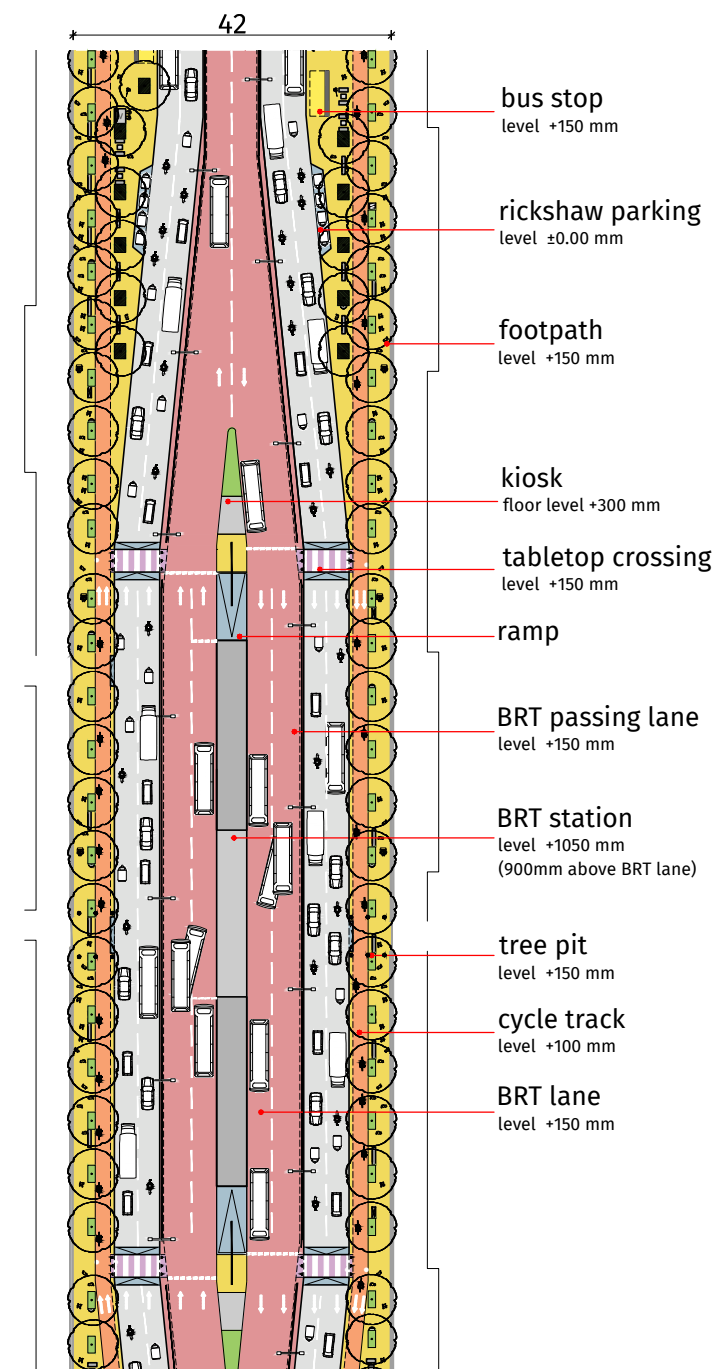 42
bus stop
level +150 mm
rickshaw parking
level ±0.00 mm
footpath
level +150 mm
kiosk
floor level +300 mm
tabletop crossing
level +150 mm
ramp
BRT passing lane
level +150 mm
BRT station
level +1050 mm
(900mm above BRT lane)
tree pit
level +150 mm
cycle track
level +100 mm
BRT lane
level +150 mm